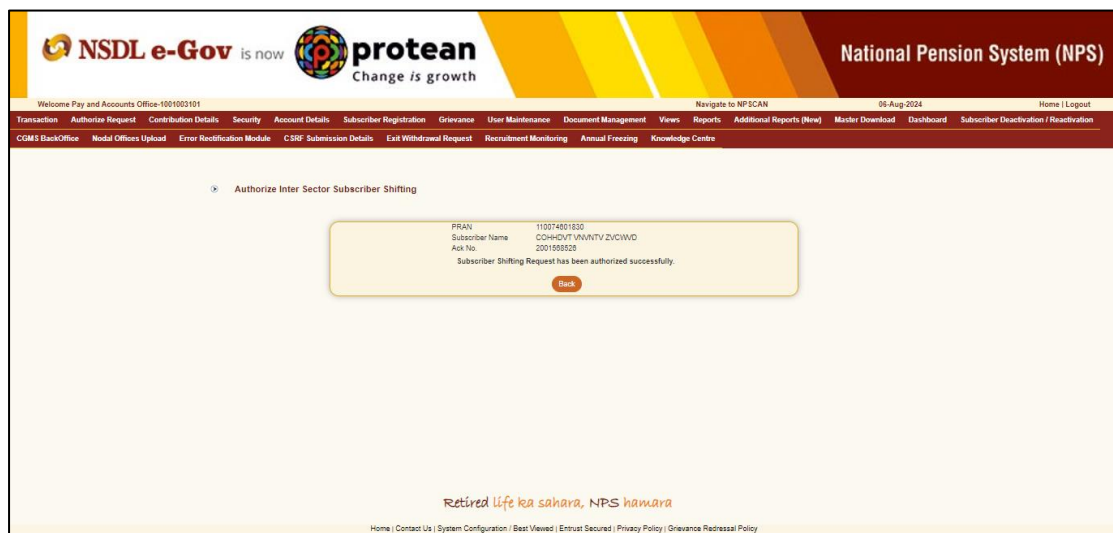 NSDL e-Gov is now protean
Change is growth
National Pension System (NPS)
Welcome Pay and Accounts Office-1001003101 Navigate to NPSCAN 06-Aug-2024 Home | Logout
Transaction Authorize Request Contribution Details Security Account Details Subscriber Registration Grievance User Maintenance Document Management Views Reports Additional Reports (New) Master Download Dashboard Subscriber Deactivation / Reactivation
CGMS BackOffice Nodal Offices Upload Error Rectification Module CSRF Submission Details Exit Withdrawal Request Recruitment Monitoring Annual Freezing Knowledge Centre
Authorize Inter Sector Subscriber Shifting
PRAN 110074601830
Subscriber Name COHHDVT VNVNTV ZVCWVD
Ack No. 2001568526
Subscriber Shifting Request has been authorized successfully.
Back
Retired life ka sahara, NPS hamara
Home | Contact Us | System Configuration / Best Viewed | Entrust Secured | Privacy Policy | Grievance Redressal Policy